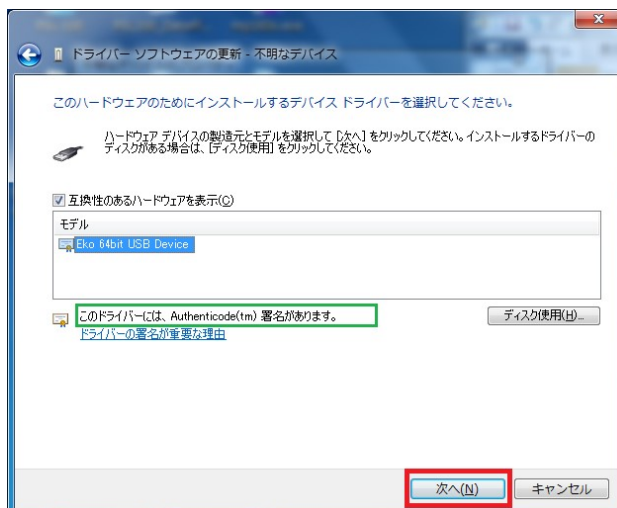 ドライバー ソフトウェアの更新 - 不明なデバイス
このハードウェアのためにインストールするデバイス ドライバーを選択してください。
ハードウェア デバイスの製造元とモデルを選択して [次へ] をクリックしてください。インストールするドライバーの
ディスクがある場合は、[ディスク使用] をクリックしてください。
互換性のあるハードウェアを表示(C)
モデル
Eko 64bit USB Device
このドライバーには、Authenticode(tm) 署名があります。
ディスク使用(H)...
ドライバーの署名が重要な理由
次へ(N)
キャンセル